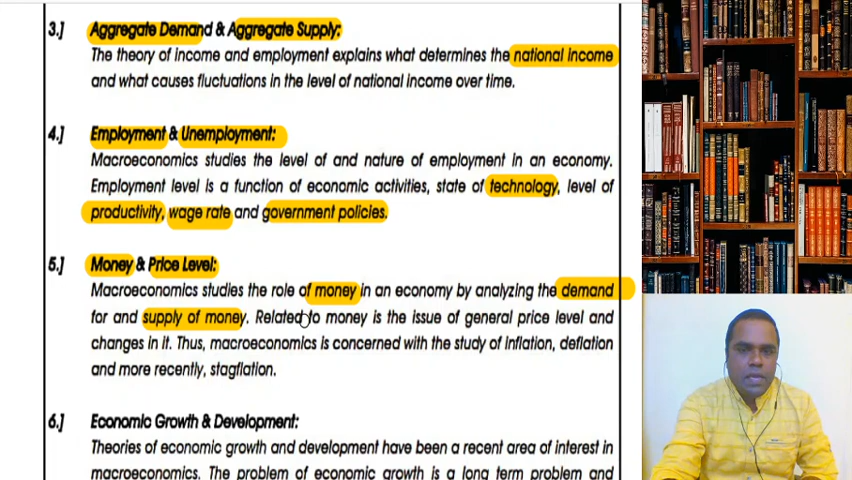 3.] Aggregate Demand & Aggregate Supply:
The theory of income and employment explains what determines the national income
and what causes fluctuations in the level of national income over time.
4.] Employment & Unemployment:
Macroeconomics studies the level of and nature of employment in an economy.
Employment level is a function of economic activities, state of technology, level of
productivity, wage rate and government policies.
5.] Money & Price Level:
Macroeconomics studies the role of money in an economy by analyzing the demand
for and supply of money. Related to money is the issue of general price level and
changes in it. Thus, macroeconomics is concerned with the study of inflation, deflation
and more recently, stagflation.
6.] Economic Growth & Development:
Theories of economic growth and development have been a recent area of interest in
macroeconomics. The problem of economic growth is a long term problem and